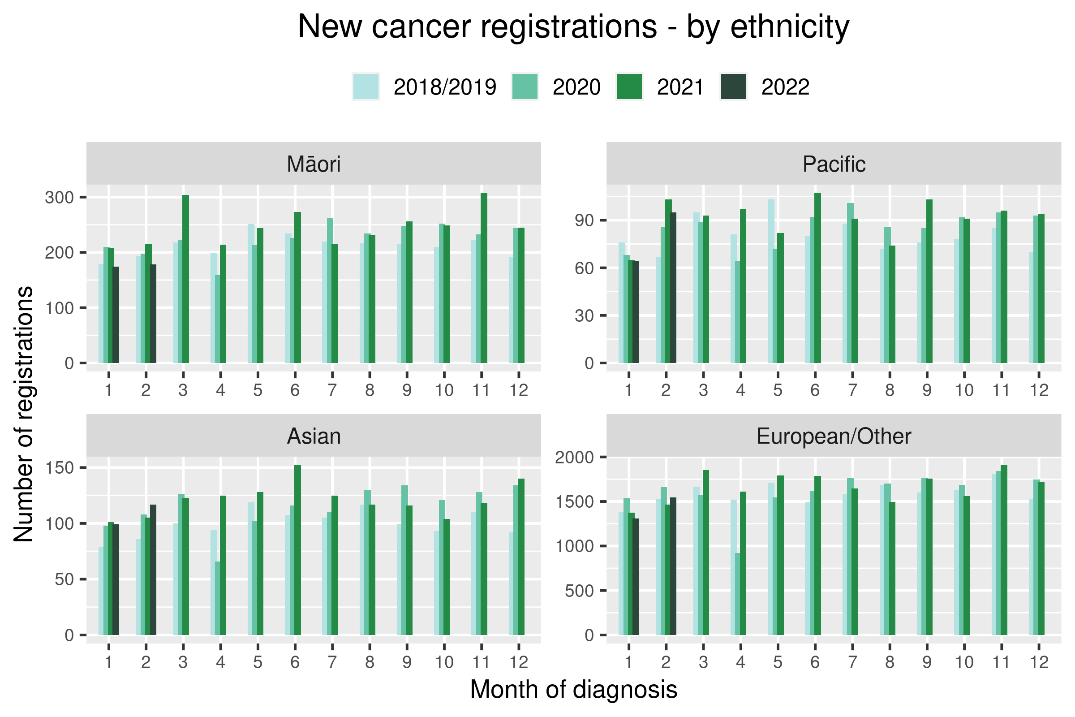 New cancer registrations - by ethnicity
2018/2019 2020 2021 2022
Number of registrations
Māori
300
200
100
0
1 2 3 4 5 6 7 8 9 10 11 12
Pacific
90
60
30
0
1 2 3 4 5 6 7 8 9 10 11 12
Asian
150
100
50
0
1 2 3 4 5 6 7 8 9 10 11 12
European/Other
2000
1500
1000
500
0
1 2 3 4 5 6 7 8 9 10 11 12
Month of diagnosis